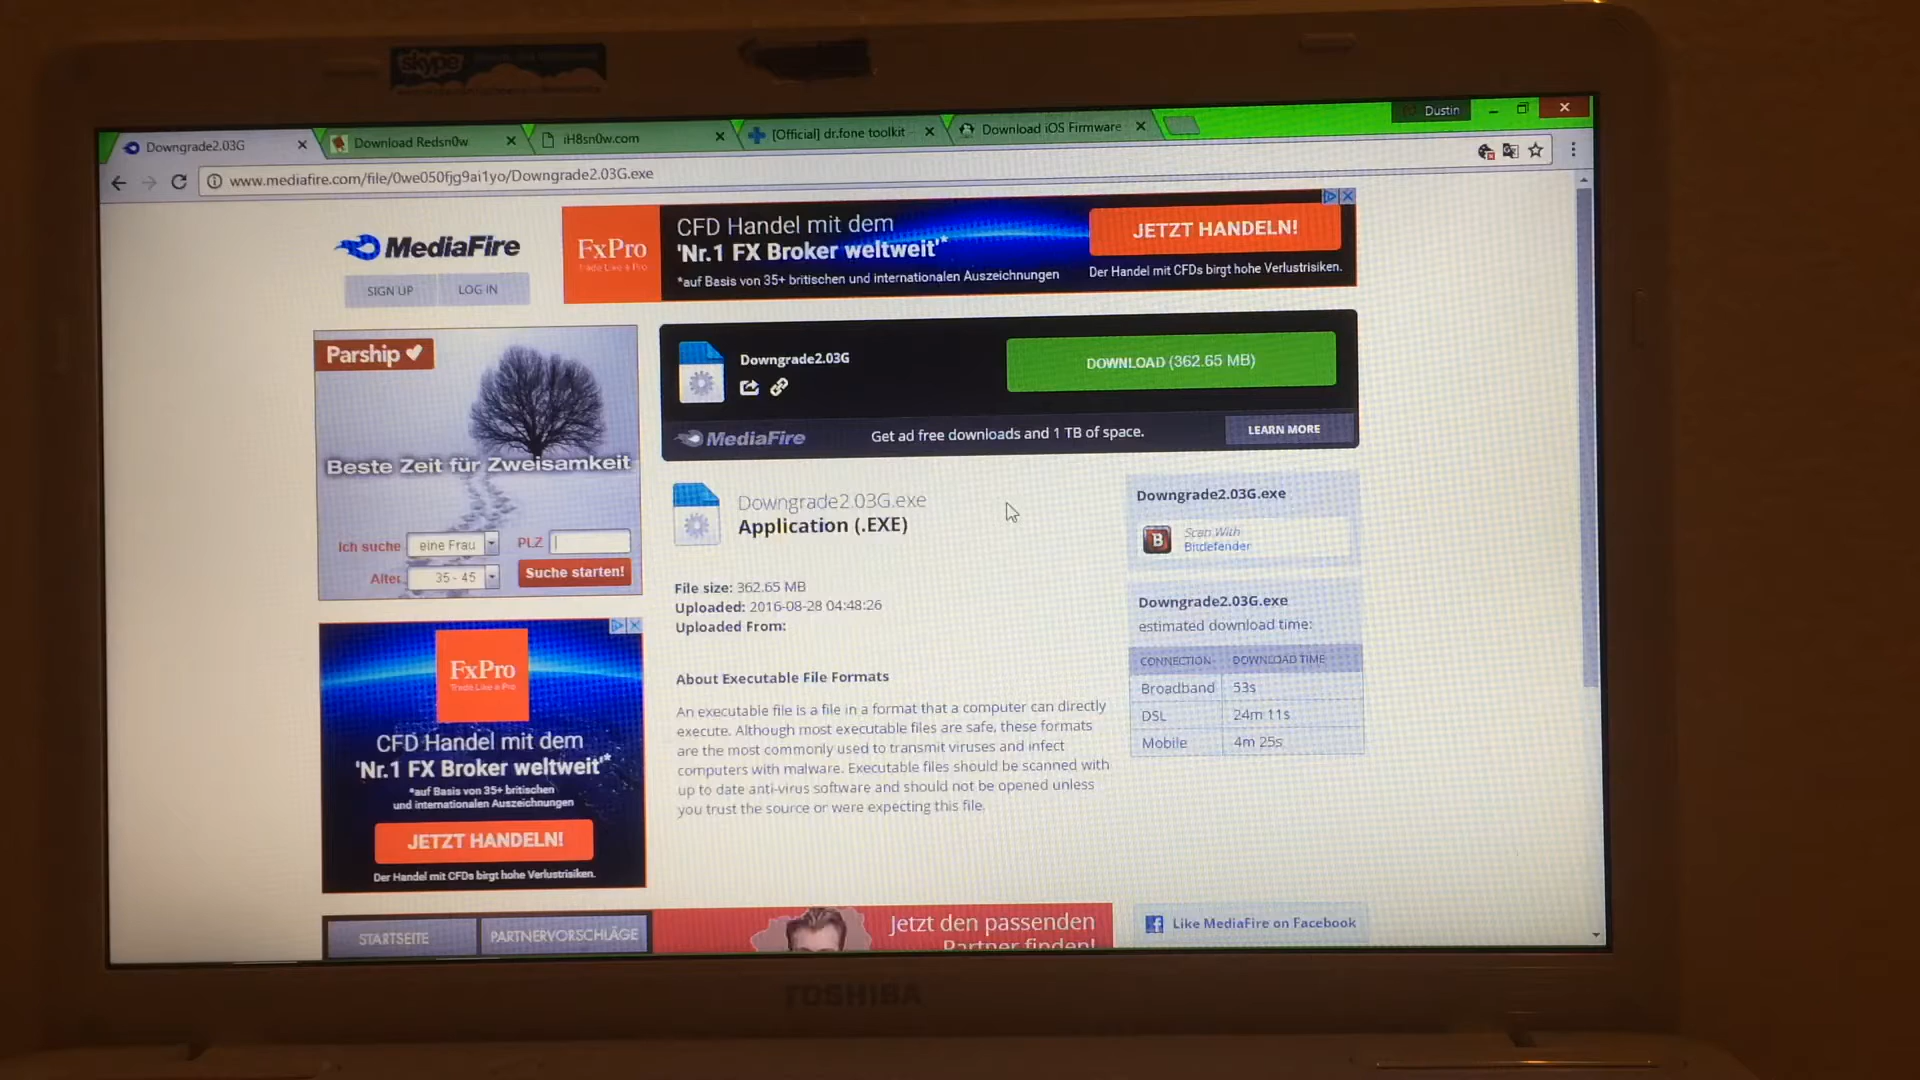 skype
Dustin
Downgrade2.03G
Download Redsn0w
iH8sn0w.com
[Official] dr.fone toolkit
Download iOS Firmware
www.mediafire.com/file/0we050fjg9ai1yo/Downgrade2.03G.exe
MediaFire
SIGN UP
LOG IN
FxPro
Trade Like a Pro
CFD Handel mit dem
'Nr.1 FX Broker weltweit'*
*auf Basis von 35+ britischen und internationalen Auszeichnungen
JETZT HANDELN!
Der Handel mit CFDs birgt hohe Verlustrisiken.
Parship
Beste Zeit für Zweisamkeit
Ich suche
eine Frau
PLZ
Alter
35 - 45
Suche starten!
Downgrade2.03G
DOWNLOAD (362.65 MB)
MediaFire
Get ad free downloads and 1 TB of space.
LEARN MORE
Downgrade2.03G.exe
Application (.EXE)
File size: 362.65 MB
Uploaded: 2016-08-28 04:48:26
Uploaded From:
About Executable File Formats
An executable file is a file in a format that a computer can directly
execute. Although most executable files are safe, these formats
are the most commonly used to transmit viruses and infect
computers with malware. Executable files should be scanned with
up to date anti-virus software and should not be opened unless
you trust the source or were expecting this file.
Downgrade2.03G.exe
B
Scan With
Bitdefender
Downgrade2.03G.exe
estimated download time:
CONNECTION DOWNLOAD TIME
Broadband 53s
DSL 24m 11s
Mobile 4m 25s
FxPro
Trade Like a Pro
CFD Handel mit dem
'Nr.1 FX Broker weltweit'*
*auf Basis von 35+ britischen
und internationalen Auszeichnungen
JETZT HANDELN!
Der Handel mit CFDs birgt hohe Verlustrisiken.
STARTSEITE
PARTNERVORSCHLÄGE
Jetzt den passenden
Partner finden!
Like MediaFire on Facebook
TOSHIBA